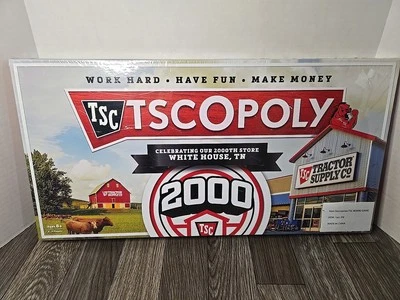 WORK HARD • HAVE FUN • MAKE MONEY
TSC TSCOPOLY
CELEBRATING OUR 2000TH STORE
WHITE HOUSE, TN
2000
TSC
TSC TRACTOR
SUPPLY CO